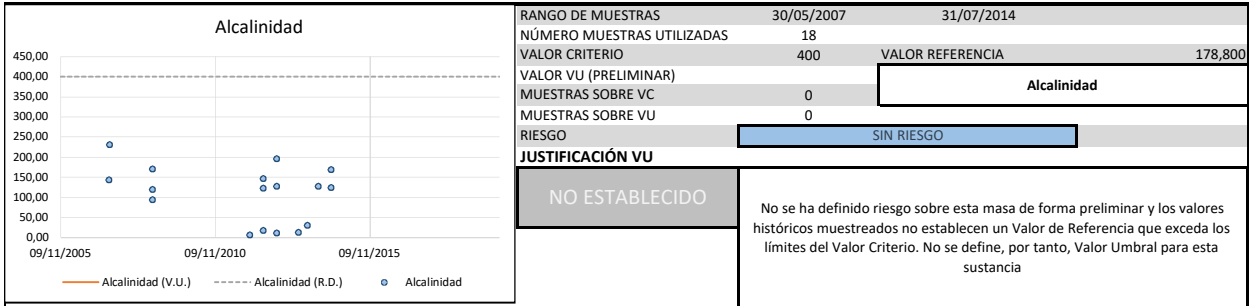 Alcalinidad
450,00
400,00
350,00
300,00
250,00
200,00
150,00
100,00
50,00
0,00
09/11/2005 09/11/2010 09/11/2015
Alcalinidad (V.U.) Alcalinidad (R.D.) Alcalinidad
RANGO DE MUESTRAS 30/05/2007 31/07/2014
NÚMERO MUESTRAS UTILIZADAS 18
VALOR CRITERIO 400 VALOR REFERENCIA 178,800
VALOR VU (PRELIMINAR)
Alcalinidad
MUESTRAS SOBRE VC 0
MUESTRAS SOBRE VU 0
RIESGO SIN RIESGO
JUSTIFICACIÓN VU
NO ESTABLECIDO
No se ha definido riesgo sobre esta masa de forma preliminar y los valores
históricos muestreados no establecen un Valor de Referencia que exceda los
límites del Valor Criterio. No se define, por tanto, Valor Umbral para esta
sustancia